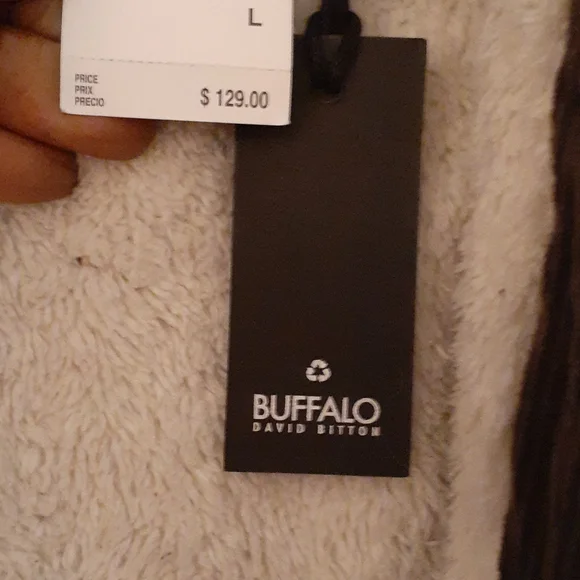 L
PRICE
PRIX
PRECIO
$ 129.00
BUFFALO
DAVID BITTON